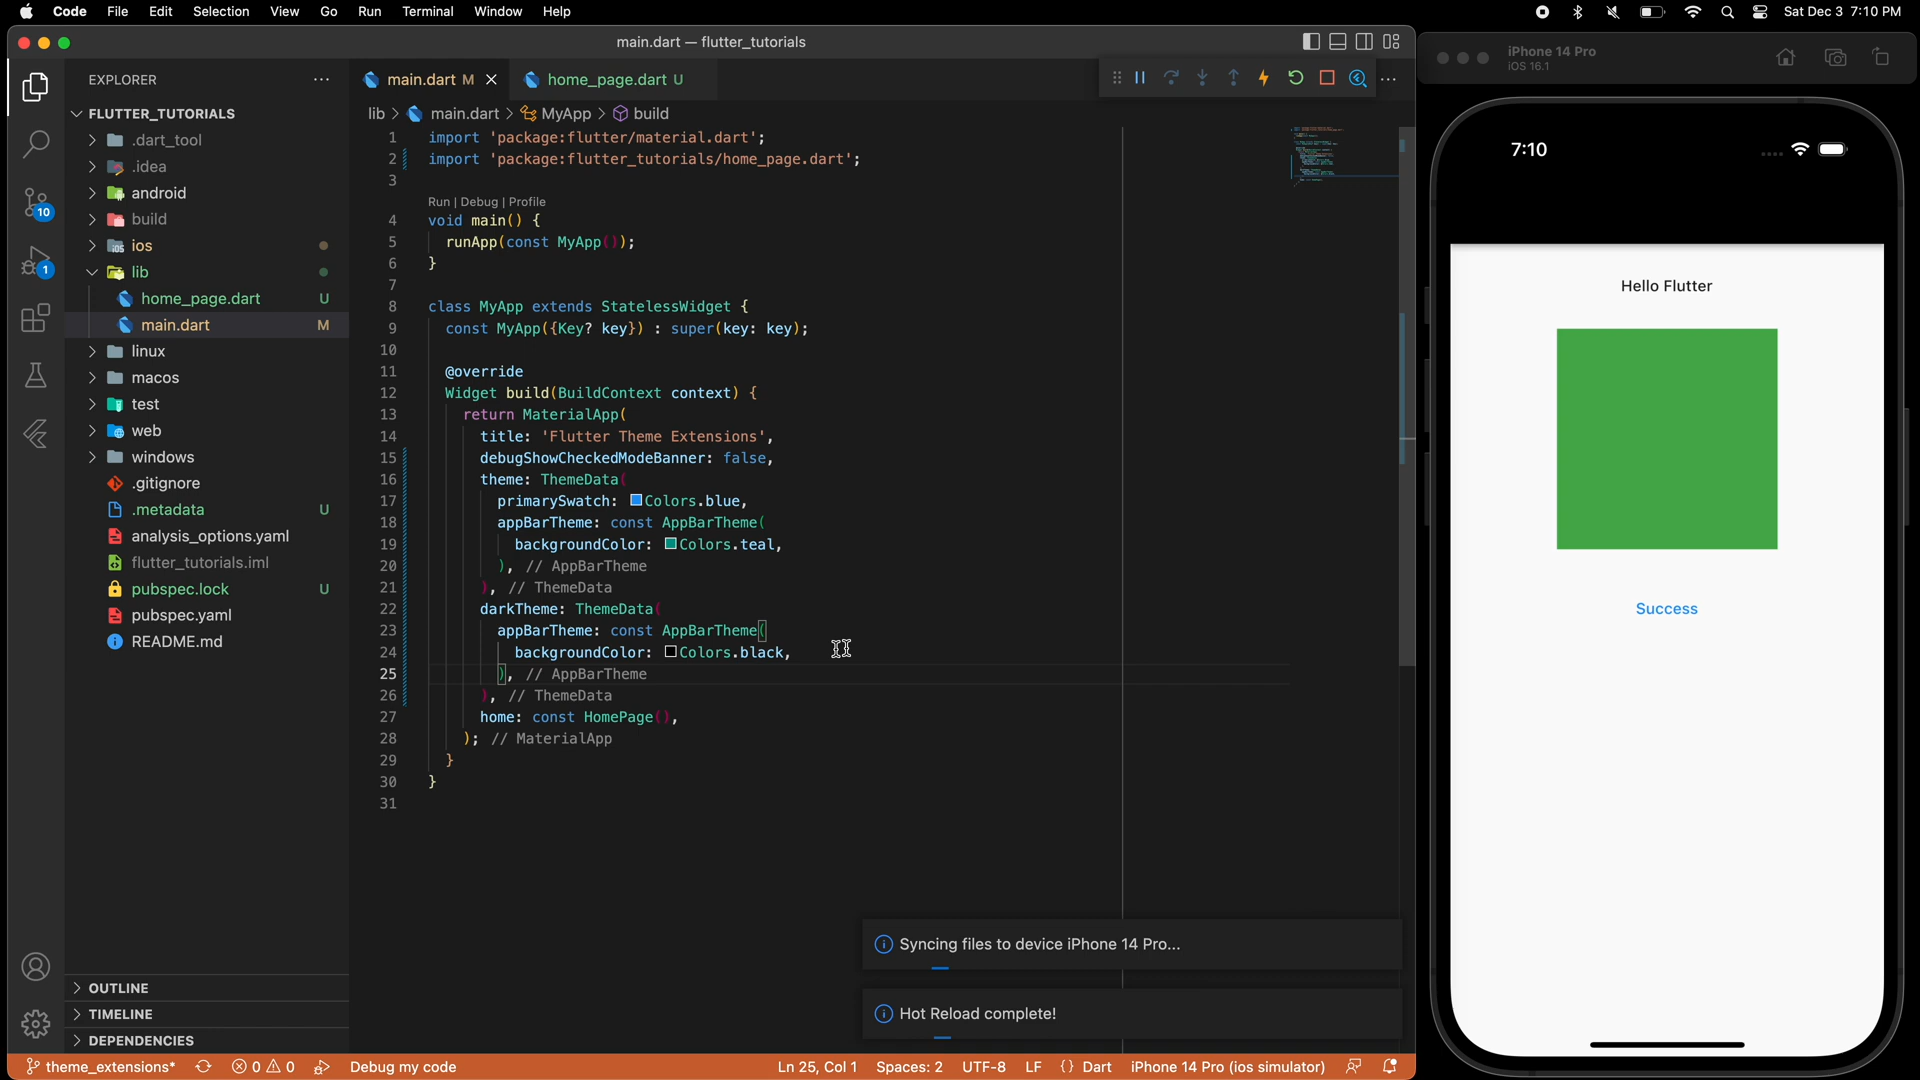 Code File Edit Selection View Go Run Terminal Window Help
Sat Dec 3 7:10 PM
main.dart — flutter_tutorials
EXPLORER
FLUTTER_TUTORIALS
.dart_tool
.idea
android
build
ios
lib
home_page.dart U
main.dart M
linux
macos
test
web
windows
.gitignore
.metadata U
analysis_options.yaml
flutter_tutorials.iml
pubspec.lock U
pubspec.yaml
README.md
OUTLINE
TIMELINE
DEPENDENCIES
10
1
main.dart M
home_page.dart U
lib > main.dart > MyApp > build
1 import 'package:flutter/material.dart';
2 import 'package:flutter_tutorials/home_page.dart';
3
Run | Debug | Profile
4 void main() {
5 runApp(const MyApp());
6 }
7
8 class MyApp extends StatelessWidget {
9 const MyApp({Key? key}) : super(key: key);
10
11 @override
12 Widget build(BuildContext context) {
13 return MaterialApp(
14 title: 'Flutter Theme Extensions',
15 debugShowCheckedModeBanner: false,
16 theme: ThemeData(
17 primarySwatch: Colors.blue,
18 appBarTheme: const AppBarTheme(
19 backgroundColor: Colors.teal,
20 ), // AppBarTheme
21 ), // ThemeData
22 darkTheme: ThemeData(
23 appBarTheme: const AppBarTheme(
24 backgroundColor: Colors.black,
25 ), // AppBarTheme
26 ), // ThemeData
27 home: const HomePage(),
28 ); // MaterialApp
29 }
30 }
31
Syncing files to device iPhone 14 Pro...
Hot Reload complete!
theme_extensions* 0 0 Debug my code
Ln 25, Col 1 Spaces: 2 UTF-8 LF {} Dart iPhone 14 Pro (ios simulator)
iPhone 14 Pro
iOS 16.1
7:10
Hello Flutter
Success